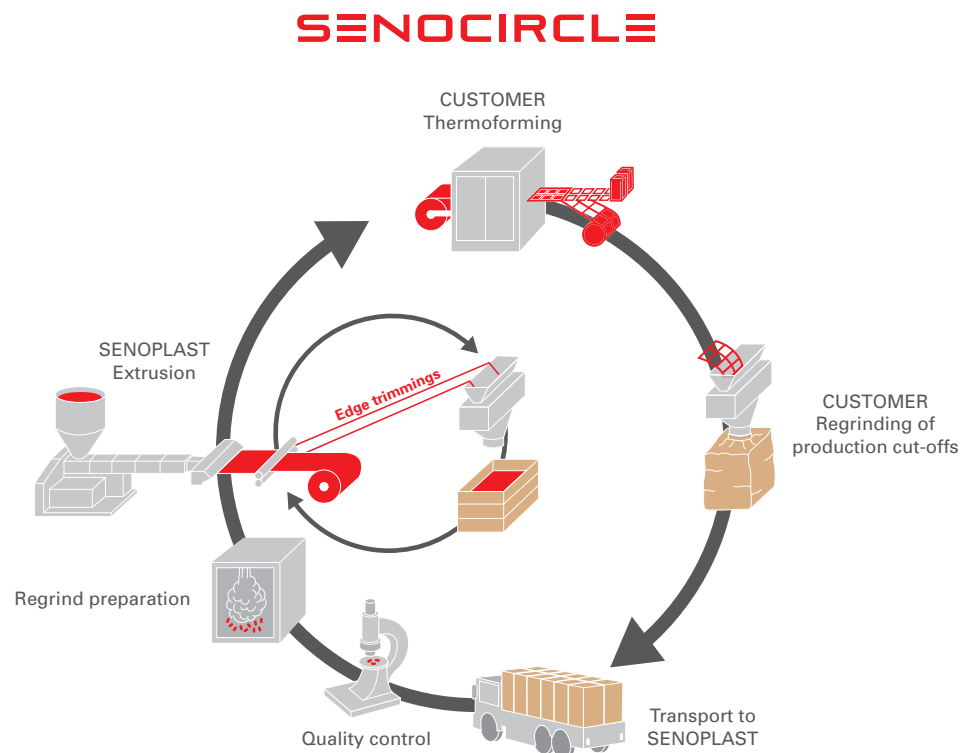 SENOCIRCLE
CUSTOMER
Thermoforming
SENOPLAST
Extrusion
Edge trimmings
CUSTOMER
Regrinding of
production cut-offs
Regrind preparation
Quality control
Transport to
SENOPLAST